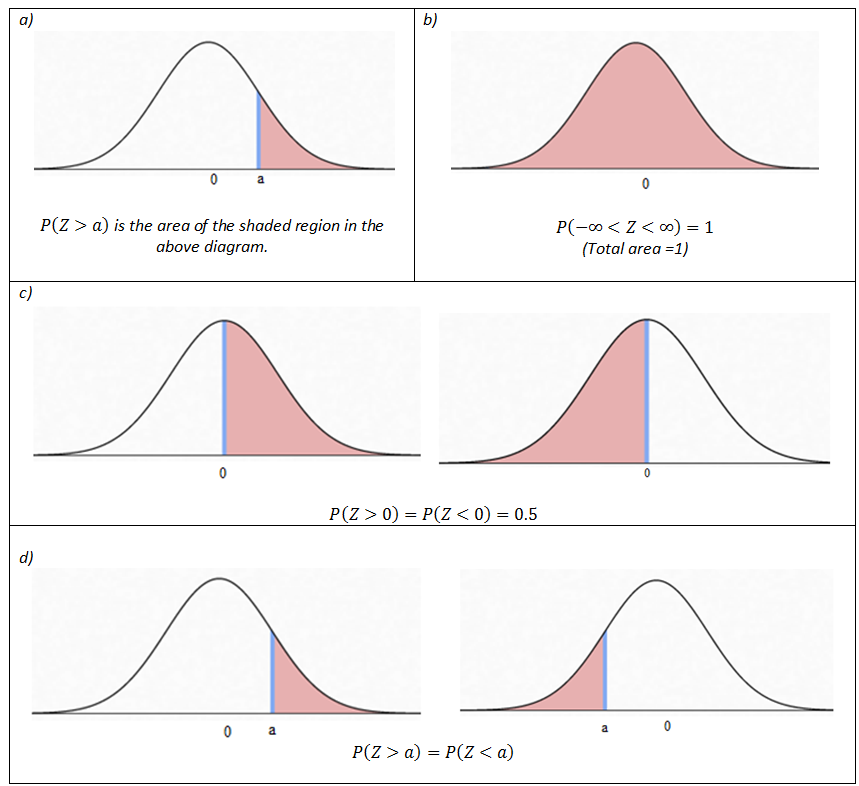 a)
0 a
P(Z > a) is the area of the shaded region in the
above diagram.
b)
0
P(−∞ < Z < ∞) = 1
(Total area =1)
c)
0
0
P(Z > 0) = P(Z < 0) = 0.5
d)
0 a
a 0
P(Z > a) = P(Z < a)